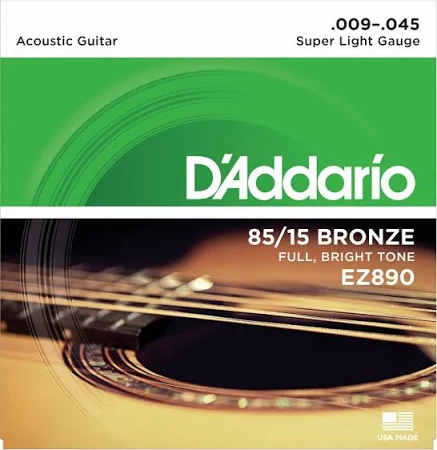 Acoustic Guitar
.009–.045
Super Light Gauge
D'Addario
85/15 BRONZE
FULL, BRIGHT TONE
EZ890
USA MADE